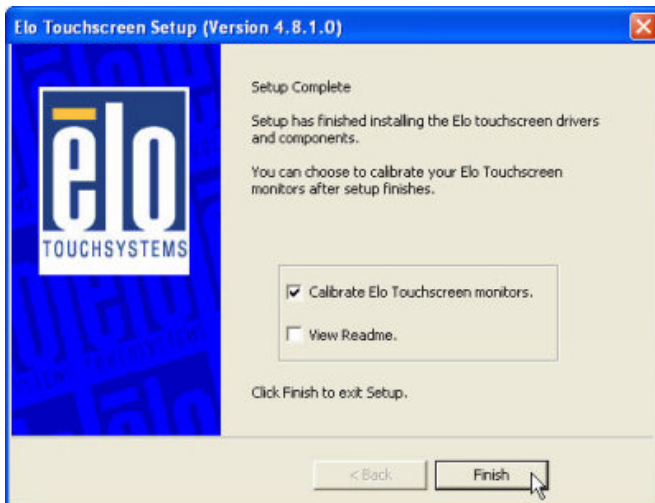 Elo Touchscreen Setup (Version 4.8.1.0)
elo
TOUCHSYSTEMS
Setup Complete
Setup has finished installing the Elo touchscreen drivers
and components.
You can choose to calibrate your Elo Touchscreen
monitors after setup finishes.
Calibrate Elo Touchscreen monitors.
View Readme.
Click Finish to exit Setup.
< Back
Finish